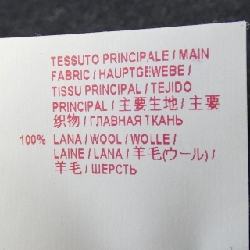 TESSUTO PRINCIPALE / MAIN
FABRIC / HAUPTGEWEBE /
TISSU PRINCIPAL / TEJIDO
PRINCIPAL / 主要生地 / 主要
织物 / ГЛАВНАЯ ТКАНЬ
100% LANA / WOOL / WOLLE /
LAINE / LANA / 羊毛(ウール) /
羊毛 / ШЕРСТЬ